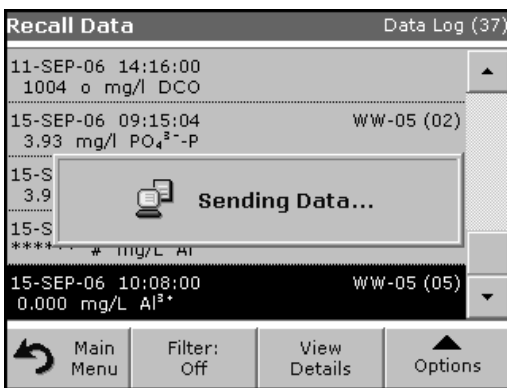 Recall Data Data Log (37)
11-SEP-06 14:16:00
1004 o mg/l DCO
15-SEP-06 09:15:04 WW-05 (02)
3.93 mg/l PO₄³⁻-P
15-S
3.9
Sending Data...
15-S
15-SEP-06 10:08:00 WW-05 (05)
0.000 mg/L Al³⁺
Main Menu
Filter: Off
View Details
Options